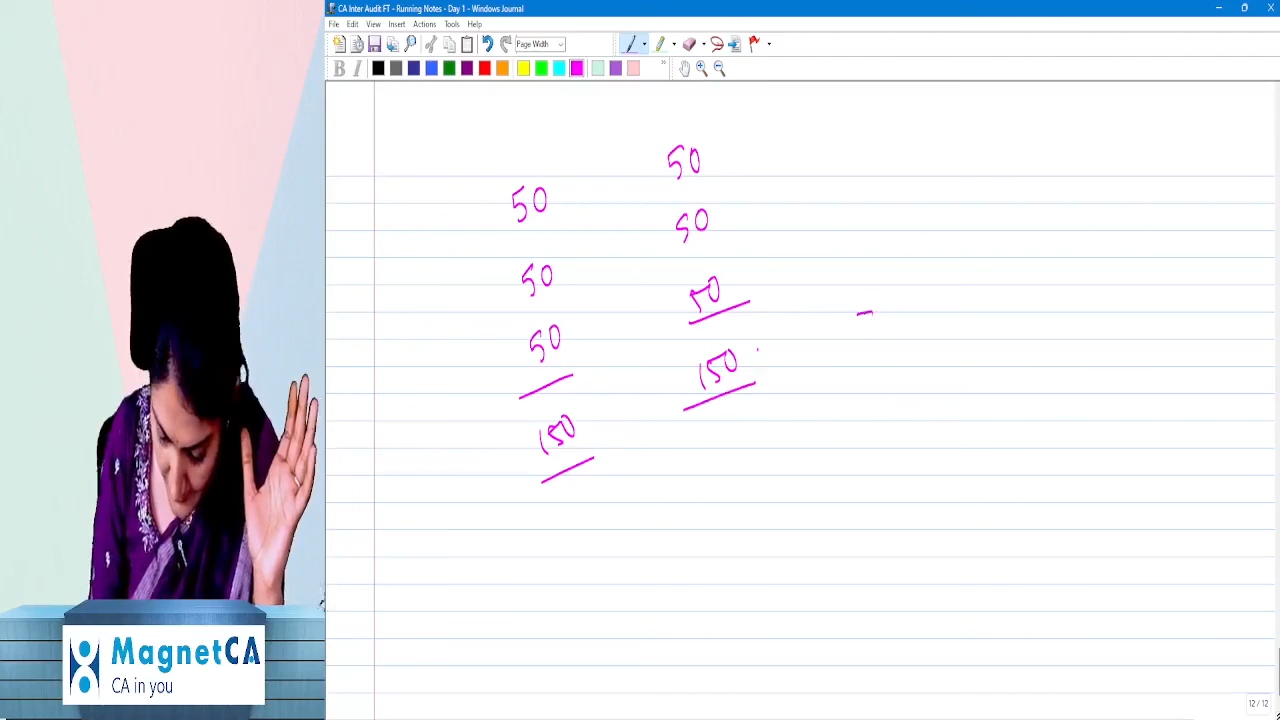 CA Inter Audit FT - Running Notes - Day 1 - Windows Journal
File Edit View Insert Actions Tools Help
Page Width
B I
50
50
50
150
50
50
50
150
-
MagnetCA
CA in you
12 / 12